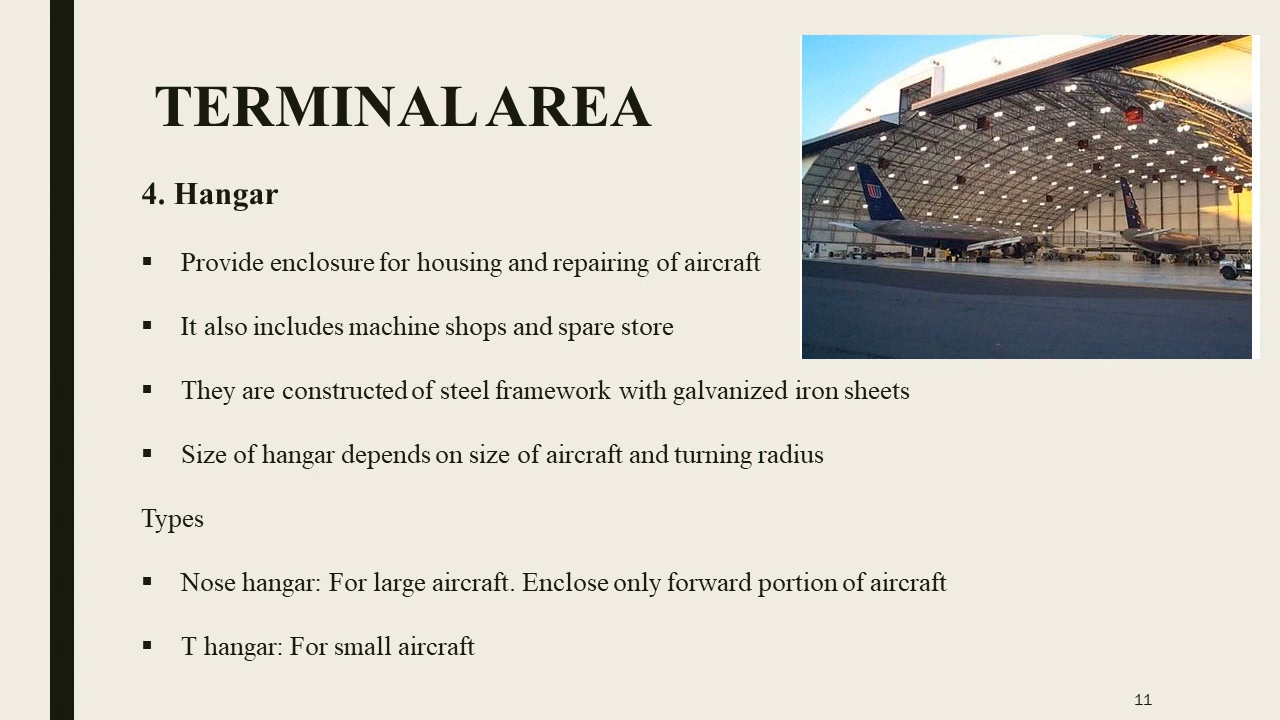 TERMINAL AREA
4. Hangar
▪ Provide enclosure for housing and repairing of aircraft
▪ It also includes machine shops and spare store
▪ They are constructed of steel framework with galvanized iron sheets
▪ Size of hangar depends on size of aircraft and turning radius
Types
▪ Nose hangar: For large aircraft. Enclose only forward portion of aircraft
▪ T hangar: For small aircraft
11